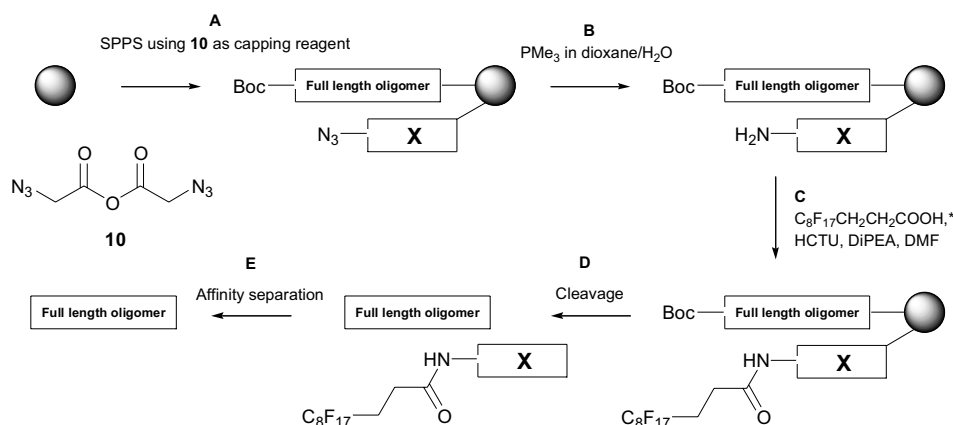 A
SPPS using 10 as capping reagent
B
PMe3 in dioxane/H2O
Boc
Full length oligomer
N3
X
Boc
Full length oligomer
H2N
X
O
O
N3
O
N3
10
C
C8F17CH2CH2COOH,*
HCTU, DiPEA, DMF
E
Affinity separation
D
Cleavage
Full length oligomer
Full length oligomer
HN
X
O
C8F17
Boc
Full length oligomer
HN
X
O
C8F17